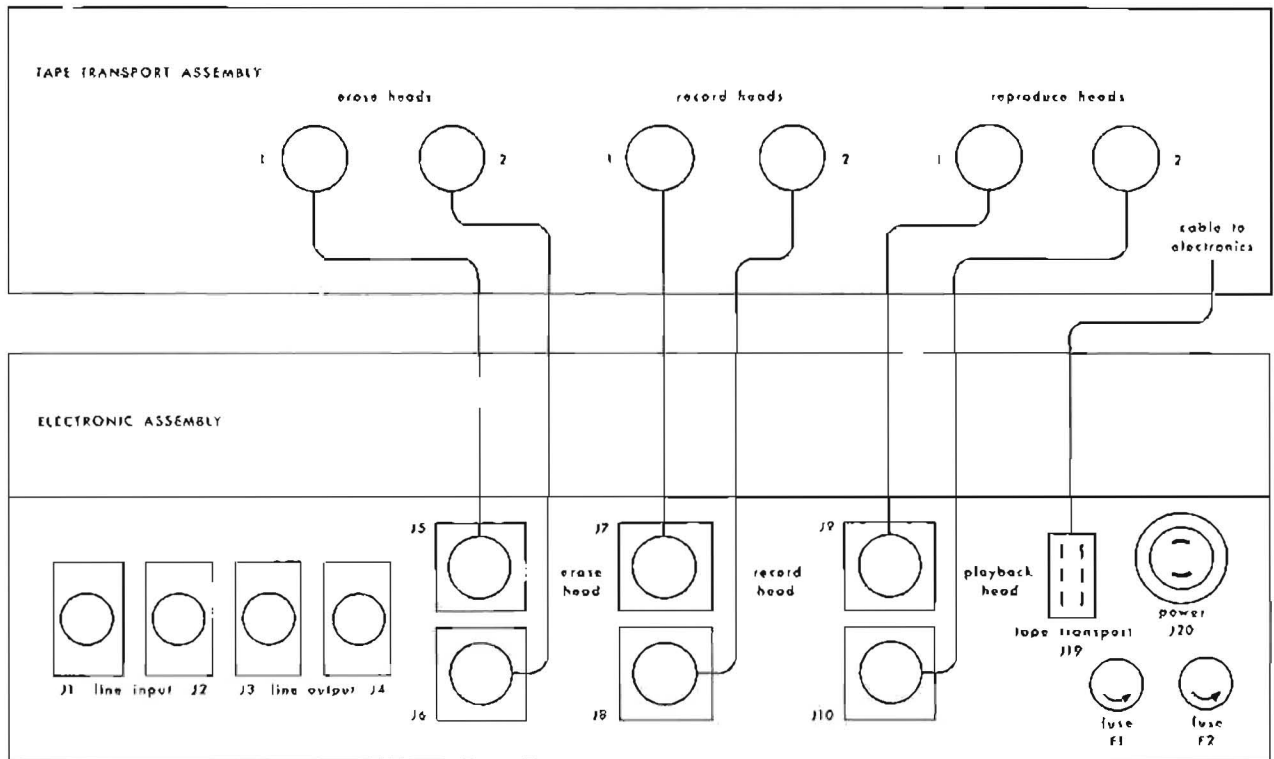 TAPE TRANSPORT ASSEMBLY
erase heads
record heads
reproduce heads
1
2
1
2
1
2
cable to
electronics
ELECTRONIC ASSEMBLY
J5
J7
J9
erase
head
record
head
playback
head
power
J20
tape transport
J19
J1 line input J2
J3 line output J4
J6
J8
J10
fuse
F1
fuse
F2